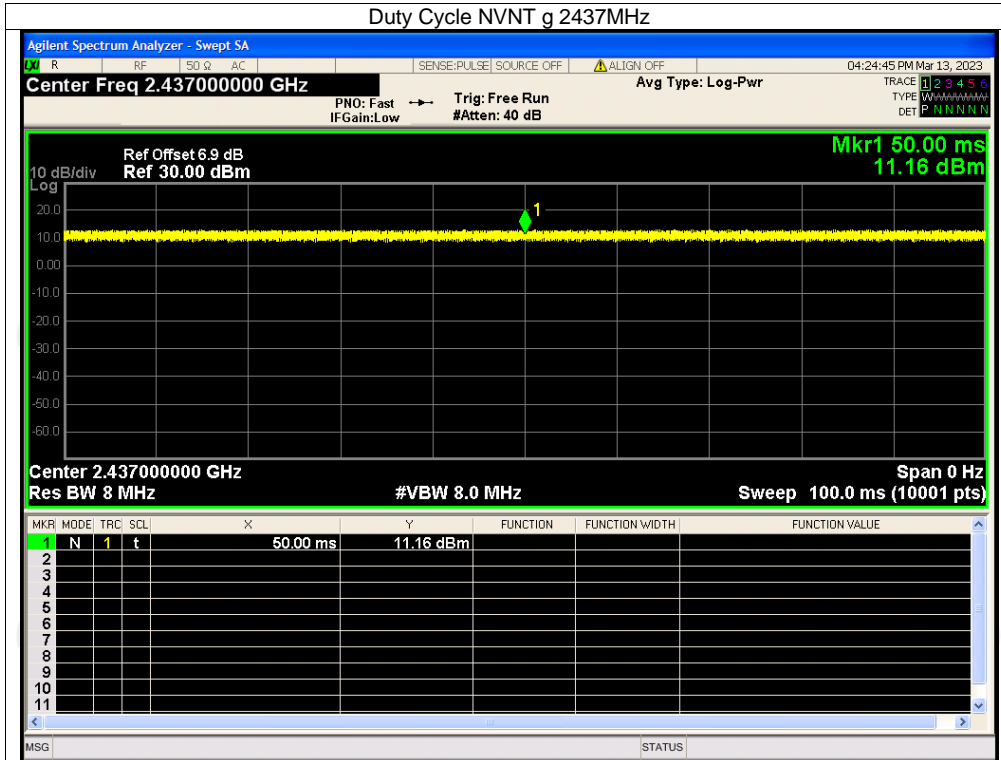 Duty Cycle NVNT g 2437MHz
Agilent Spectrum Analyzer - Swept SA
LXI R RF 50 Ω AC SENSE:PULSE SOURCE OFF ALIGN OFF 04:24:45 PM Mar 13, 2023
Center Freq 2.437000000 GHz
PNO: Fast
IFGain:Low
Trig: Free Run
#Atten: 40 dB
Avg Type: Log-Pwr
TRACE 1 2 3 4 5 6
TYPE WWWWWW
DET P N N N N N
Mkr1 50.00 ms
11.16 dBm
Ref Offset 6.9 dB
10 dB/div Ref 30.00 dBm
Log
20.0
1
10.0
0.00
-10.0
-20.0
-30.0
-40.0
-50.0
-60.0
Center 2.437000000 GHz Span 0 Hz
Res BW 8 MHz #VBW 8.0 MHz Sweep 100.0 ms (10001 pts)
MKR MODE TRC SCL X Y FUNCTION FUNCTION WIDTH FUNCTION VALUE
1 N 1 t 50.00 ms 11.16 dBm
2
3
4
5
6
7
8
9
10
11
MSG STATUS